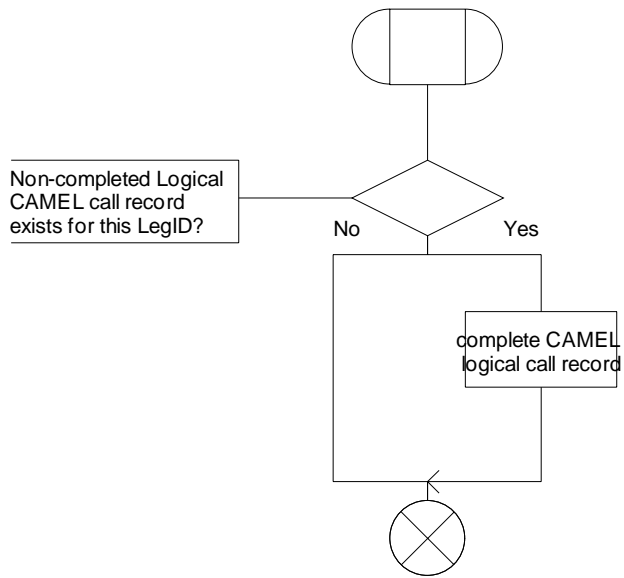 Non-completed Logical
CAMEL call record
exists for this LegID?
No
Yes
complete CAMEL
logical call record